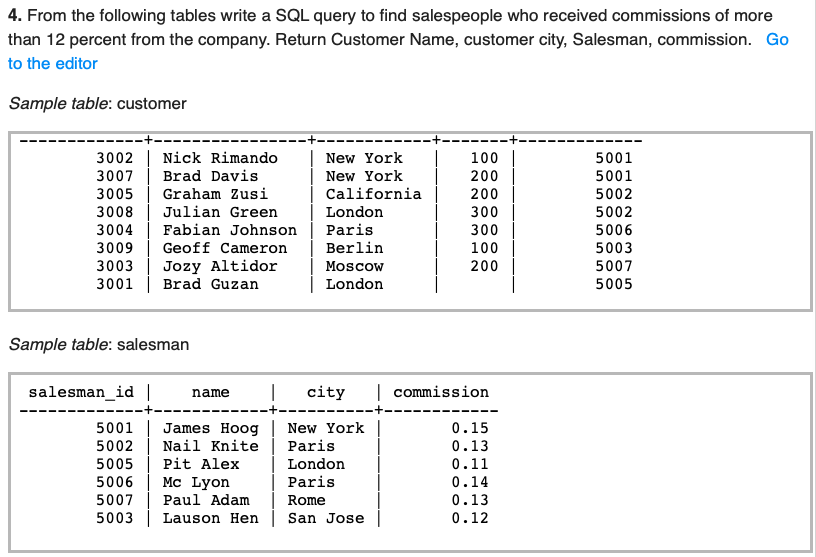 4. From the following tables write a SQL query to find salespeople who received commissions of more
than 12 percent from the company. Return Customer Name, customer city, Salesman, commission. Go
to the editor
Sample table: customer
-------------+----------------+------------+-------+-------------
3002 | Nick Rimando | New York | 100 | 5001
3007 | Brad Davis | New York | 200 | 5001
3005 | Graham Zusi | California | 200 | 5002
3008 | Julian Green | London | 300 | 5002
3004 | Fabian Johnson | Paris | 300 | 5006
3009 | Geoff Cameron | Berlin | 100 | 5003
3003 | Jozy Altidor | Moscow | 200 | 5007
3001 | Brad Guzan | London | | 5005
Sample table: salesman
salesman_id | name | city | commission
-------------+------------+----------+------------
5001 | James Hoog | New York | 0.15
5002 | Nail Knite | Paris | 0.13
5005 | Pit Alex | London | 0.11
5006 | Mc Lyon | Paris | 0.14
5007 | Paul Adam | Rome | 0.13
5003 | Lauson Hen | San Jose | 0.12